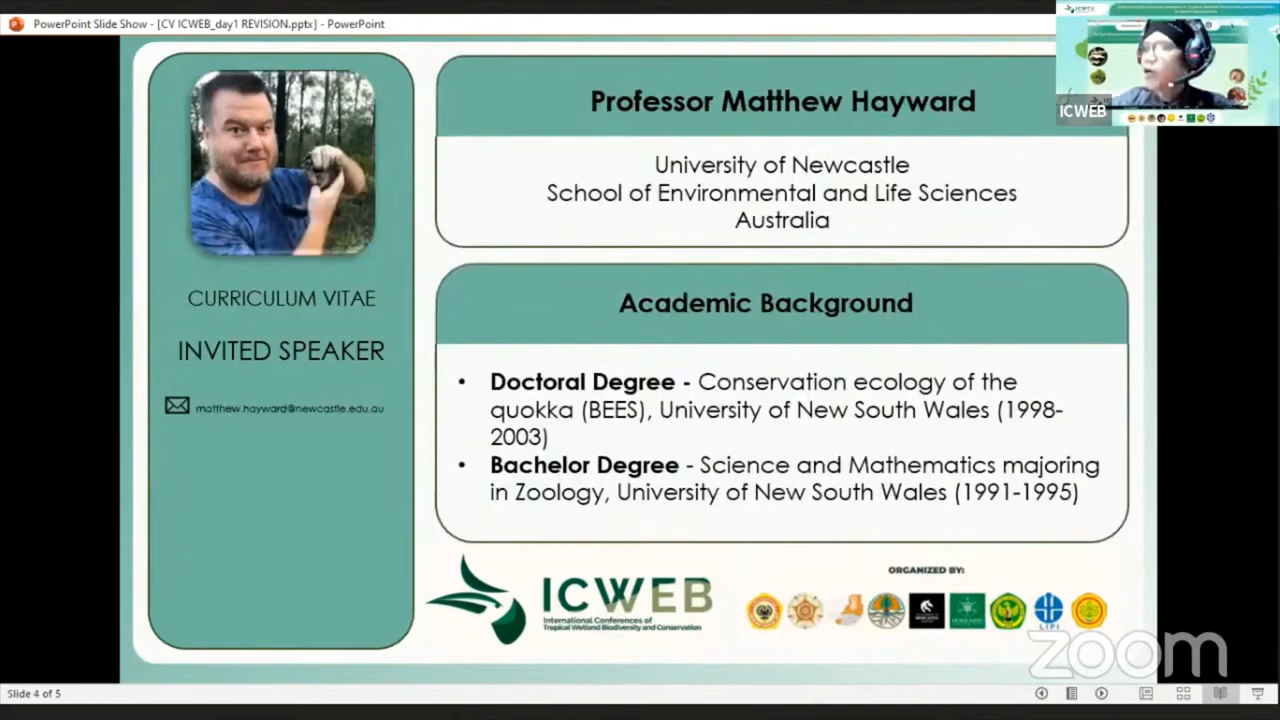 PowerPoint Slide Show - [CV ICWEB_day1 REVISION.pptx] - PowerPoint
ICWEB
Professor Matthew Hayward
University of Newcastle
School of Environmental and Life Sciences
Australia
CURRICULUM VITAE
INVITED SPEAKER
matthew.hayward@newcastle.edu.au
Academic Background
• Doctoral Degree - Conservation ecology of the
quokka (BEES), University of New South Wales (1998-
2003)
• Bachelor Degree - Science and Mathematics majoring
in Zoology, University of New South Wales (1991-1995)
ICWEB
International Conferences of
Tropical Wetland Biodiversity and Conservation
ORGANIZED BY:
LIPI
zoom
Slide 4 of 5